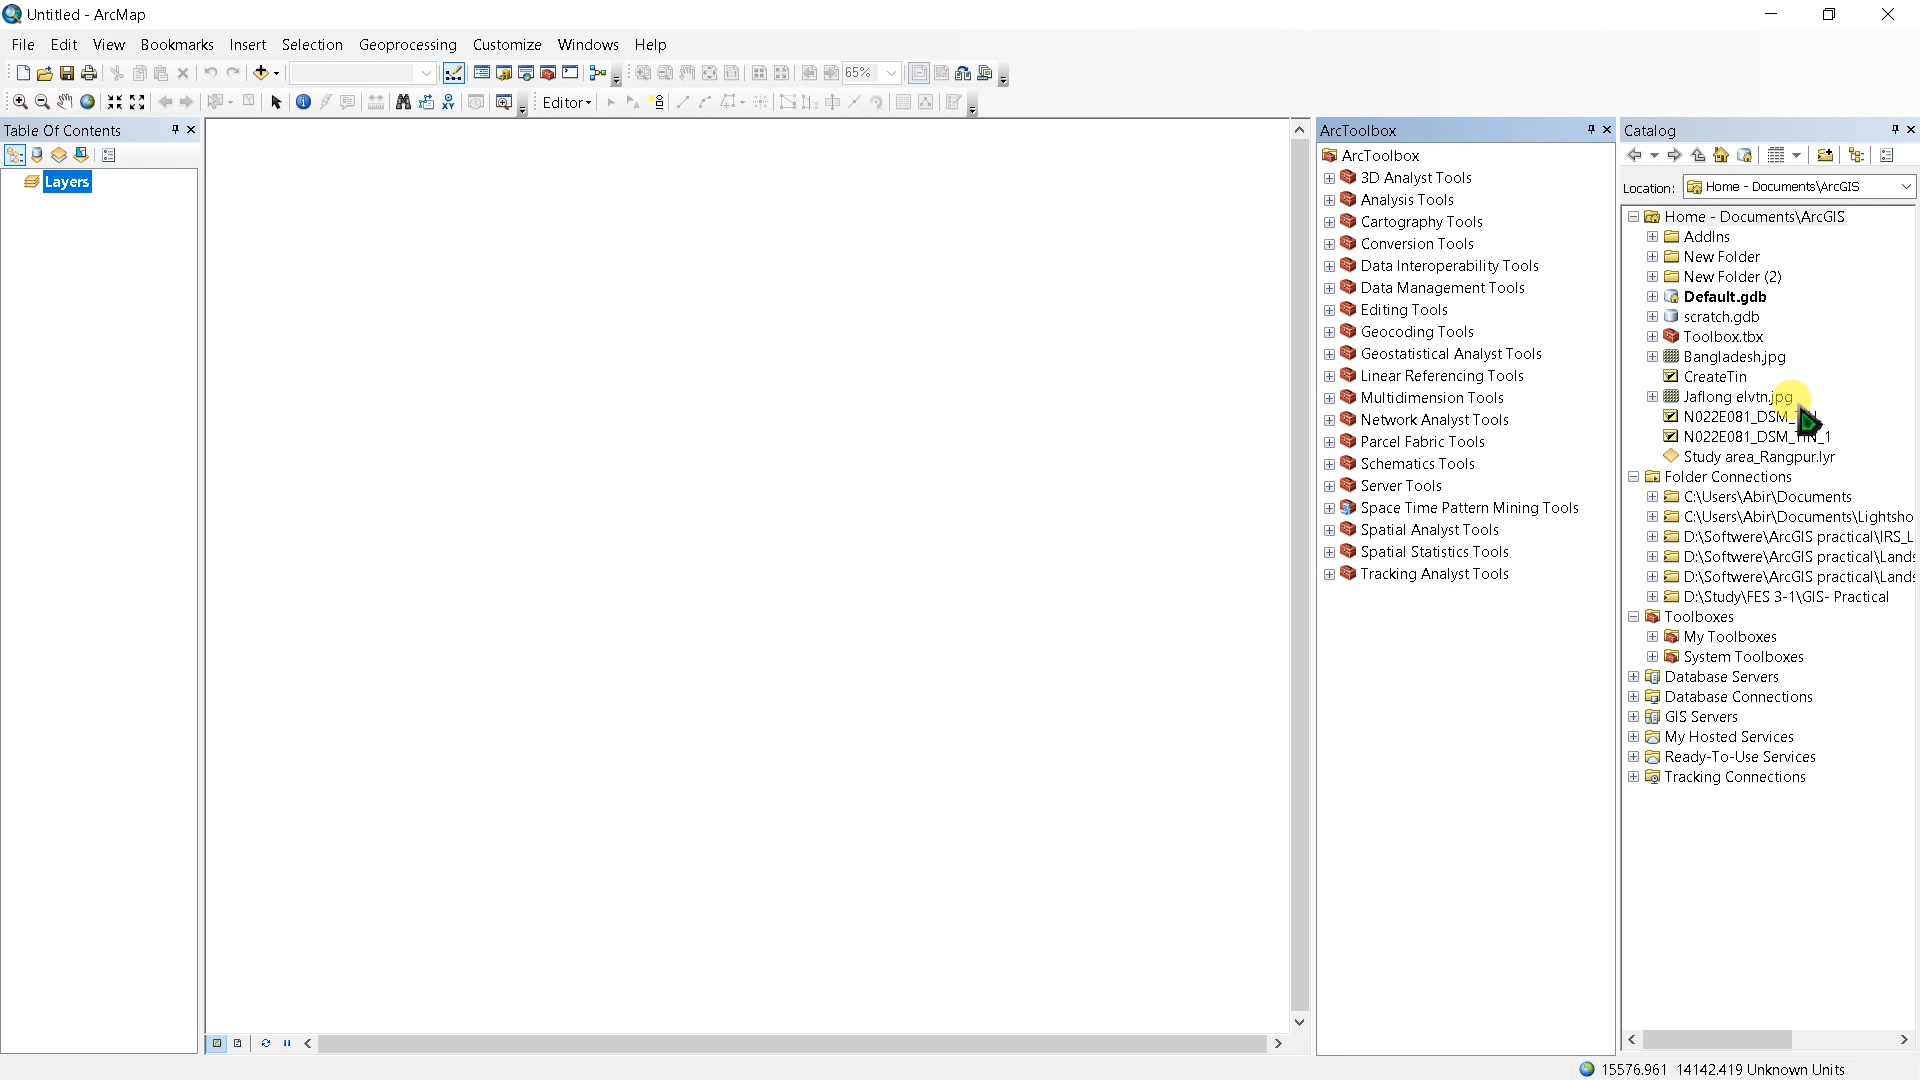 Untitled - ArcMap
File Edit View Bookmarks Insert Selection Geoprocessing Customize Windows Help
65%
XY
Editor
Table Of Contents
Layers
ArcToolbox
ArcToolbox
3D Analyst Tools
Analysis Tools
Cartography Tools
Conversion Tools
Data Interoperability Tools
Data Management Tools
Editing Tools
Geocoding Tools
Geostatistical Analyst Tools
Linear Referencing Tools
Multidimension Tools
Network Analyst Tools
Parcel Fabric Tools
Schematics Tools
Server Tools
Space Time Pattern Mining Tools
Spatial Analyst Tools
Spatial Statistics Tools
Tracking Analyst Tools
Catalog
Location: Home - Documents\ArcGIS
Home - Documents\ArcGIS
AddIns
New Folder
New Folder (2)
Default.gdb
scratch.gdb
Toolbox.tbx
Bangladesh.jpg
CreateTin
Jaflong elvtn.jpg
N022E081_DSM_
N022E081_DSM_TIN_1
Study area_Rangpur.lyr
Folder Connections
C:\Users\Abir\Documents
C:\Users\Abir\Documents\Lightsho
D:\Softwere\ArcGIS practical\IRS_L
D:\Softwere\ArcGIS practical\Lands
D:\Softwere\ArcGIS practical\Lands
D:\Study\FES 3-1\GIS- Practical
Toolboxes
My Toolboxes
System Toolboxes
Database Servers
Database Connections
GIS Servers
My Hosted Services
Ready-To-Use Services
Tracking Connections
15576.961 14142.419 Unknown Units